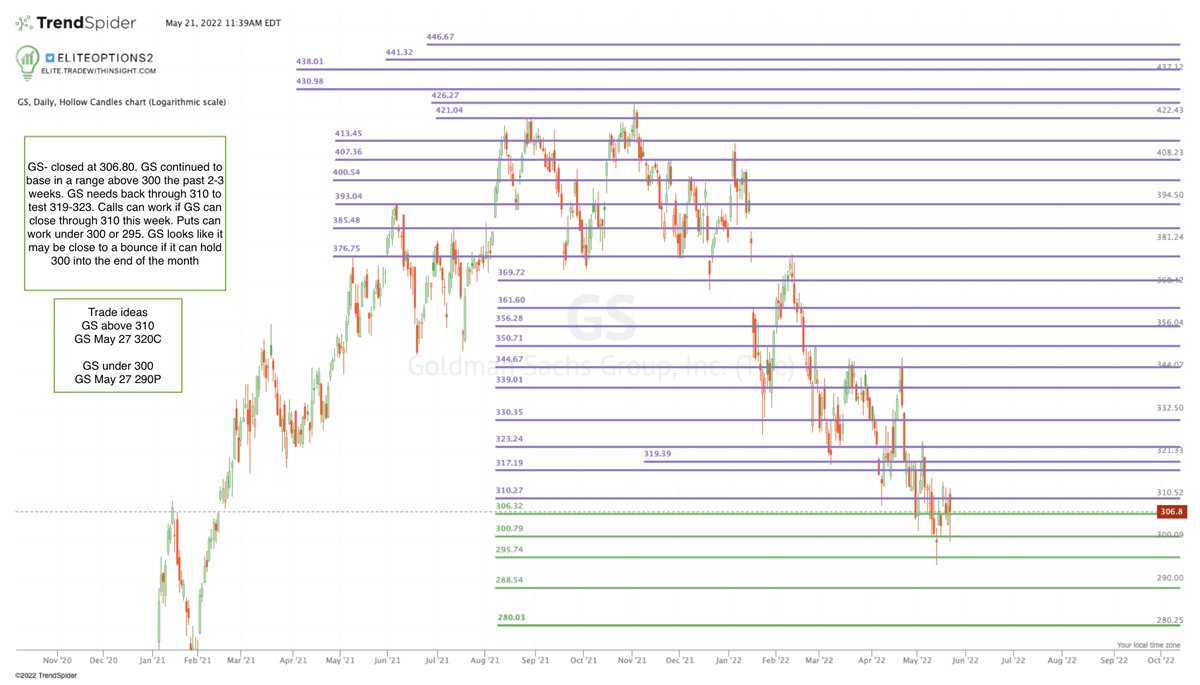 TrendSpider
May 21, 2022 11:39AM EDT
ELITEOPTIONS2
ELITE.TRADEWITHINSIGHT.COM
GS, Daily, Hollow Candles chart (Logarithmic scale)
GS- closed at 306.80. GS continued to
base in a range above 300 the past 2-3
weeks. GS needs back through 310 to
test 319-323. Calls can work if GS can
close through 310 this week. Puts can
work under 300 or 295. GS looks like it
may be close to a bounce if it can hold
300 into the end of the month
Trade ideas
GS above 310
GS May 27 320C
GS under 300
GS May 27 290P
446.67
441.32
438.01
430.98
426.27
421.04
413.45
407.36
400.54
393.04
385.48
376.75
369.72
361.60
356.28
350.71
344.67
339.01
330.35
323.24
319.39
317.19
310.27
306.32
300.79
295.74
288.54
280.03
GS
Goldman Sachs Group, Inc.
437.12
422.43
408.23
394.50
381.24
368.42
356.04
344.07
332.50
321.33
310.52
306.8
300.09
290.00
280.25
Your local time zone
Nov '20
Dec '20
Jan '21
Feb '21
Mar '21
Apr '21
May '21
Jun '21
Jul '21
Aug '21
Sep '21
Oct '21
Nov '21
Dec '21
Jan '22
Feb '22
Mar '22
Apr '22
May '22
Jun '22
Jul '22
Aug '22
Sep '22
Oct '22
©2022 TrendSpider